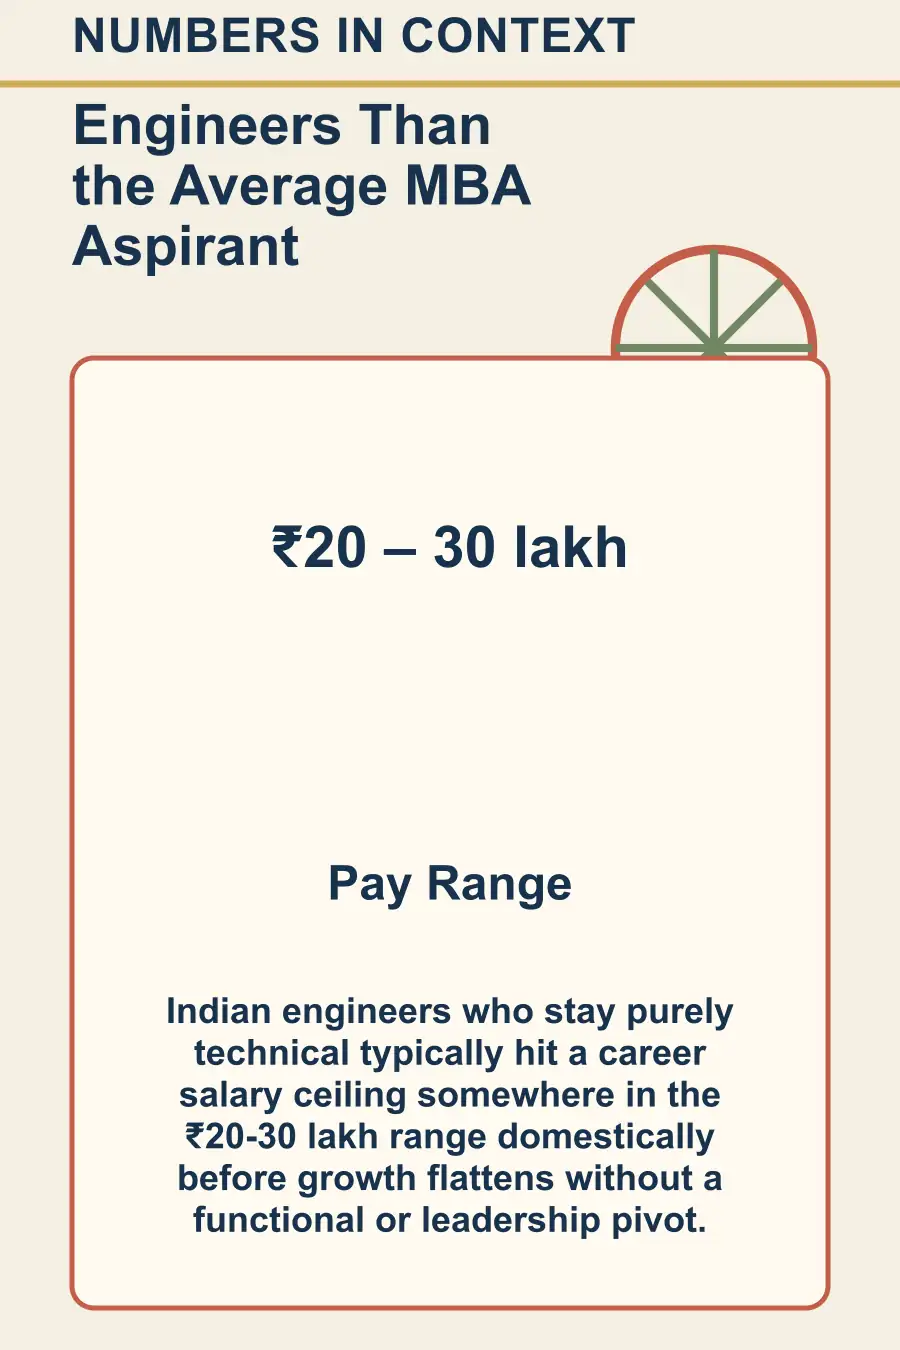 NUMBERS IN CONTEXT
Engineers Than
the Average MBA
Aspirant
₹20 – 30 lakh
Pay Range
Indian engineers who stay purely
technical typically hit a career
salary ceiling somewhere in the
₹20-30 lakh range domestically
before growth flattens without a
functional or leadership pivot.